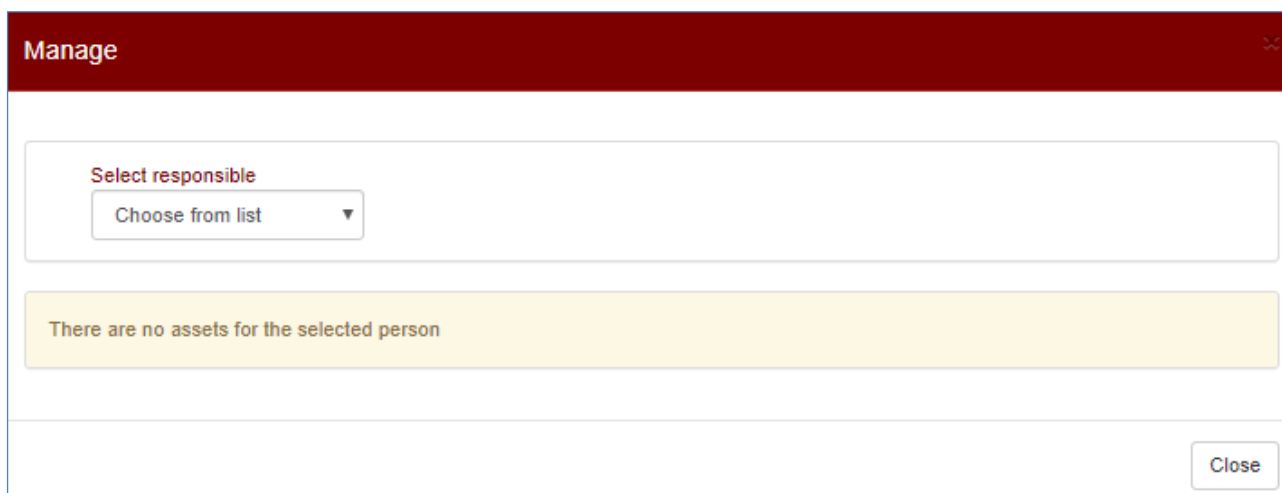 Manage
Select responsible
Choose from list
There are no assets for the selected person
Close